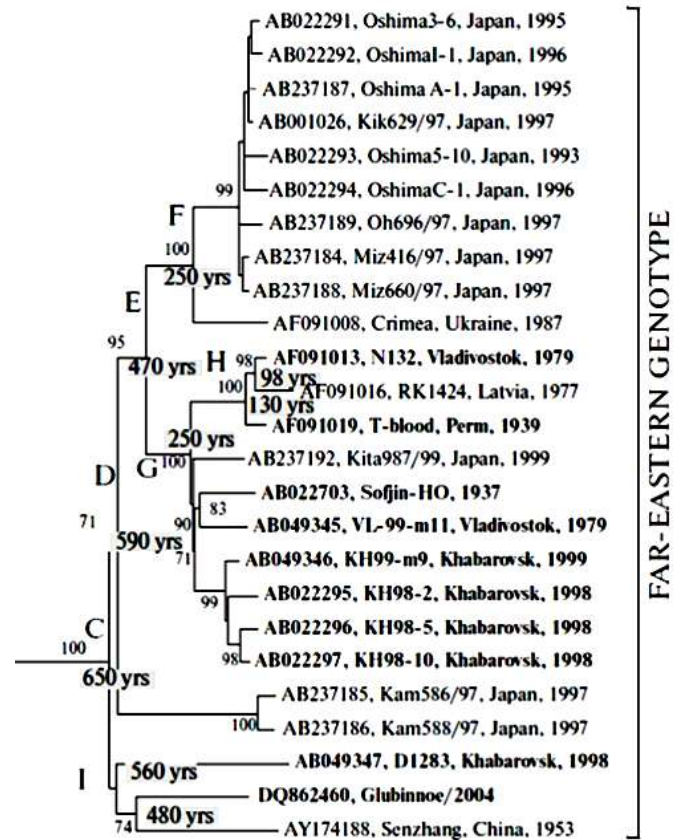 AB022291, Oshima3-6, Japan, 1995
AB022292, OshimaI-1, Japan, 1996
AB237187, Oshima A-1, Japan, 1995
AB001026, Kik629/97, Japan, 1997
AB022293, Oshima5-10, Japan, 1993
99
AB022294, OshimaC-1, Japan, 1996
F
AB237189, Oh696/97, Japan, 1997
100
AB237184, Miz416/97, Japan, 1997
250 yrs
AB237188, Miz660/97, Japan, 1997
E
AF091008, Crimea, Ukraine, 1987
95
470 yrs
H
98
AF091013, N132, Vladivostok, 1979
98 yrs
100
AF091016, RK1424, Latvia, 1977
130 yrs
AF091019, T-blood, Perm, 1939
250 yrs
G
100
AB237192, Kita987/99, Japan, 1999
D
AB022703, Sofjin-HO, 1937
83
71
90
AB049345, VL-99-m11, Vladivostok, 1979
590 yrs
71
AB049346, KH99-m9, Khabarovsk, 1999
AB022295, KH98-2, Khabarovsk, 1998
99
C
AB022296, KH98-5, Khabarovsk, 1998
100
98
AB022297, KH98-10, Khabarovsk, 1998
650 yrs
AB237185, Kam586/97, Japan, 1997
100
AB237186, Kam588/97, Japan, 1997
AB049347, D1283, Khabarovsk, 1998
I
560 yrs
DQ862460, Glubinnoe/2004
480 yrs
74
AY174188, Senzhang, China, 1953
FAR-EASTERN GENOTYPE